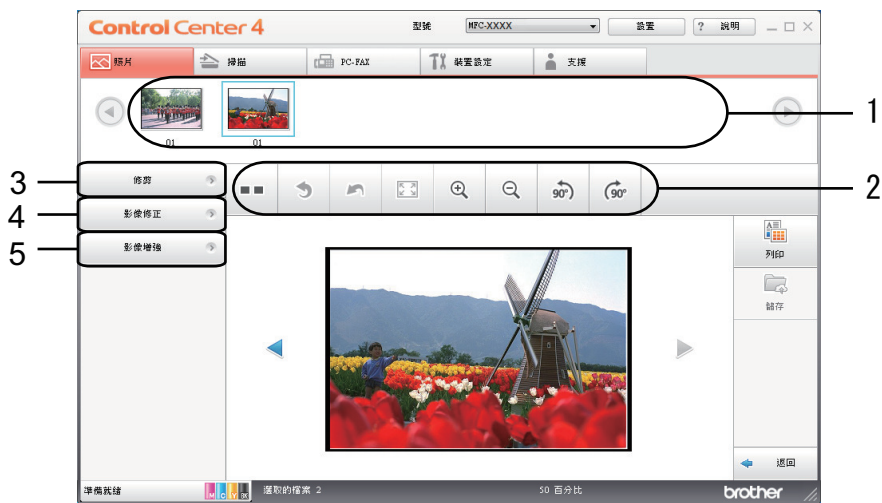 Control Center 4
型號 MFC-XXXX 設置 ? 說明
照片 掃描 PC-FAX 裝置設定 支援
1
01 01
3 修剪
2
90° 90°
4 影像修正
5 影像增強
列印
儲存
返回
準備就緒 M C Y BK 選取的檔案 2 50 百分比 brother